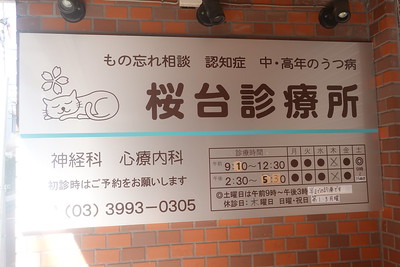 もの忘れ相談　認知症　中・高年のうつ病
桜台診療所
神経科　心療内科
初診時はご予約をお願いします
(03) 3993-0305
診療時間 月 火 水 木 金 土
午前 9:10~12:30 ● ● ● × ●
午後 2:30~ ● ● ● × ●
◎土曜日は午前9時~午後3時
休診日: 木曜日 日曜・祝日